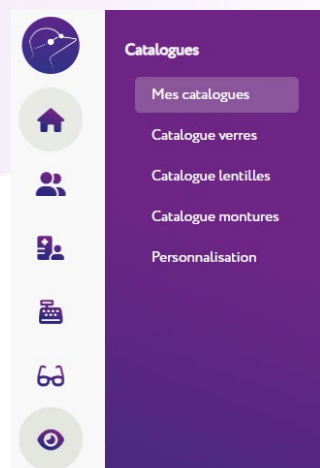 Catalogues
Mes catalogues
Catalogue verres
Catalogue lentilles
Catalogue montures
Personnalisation